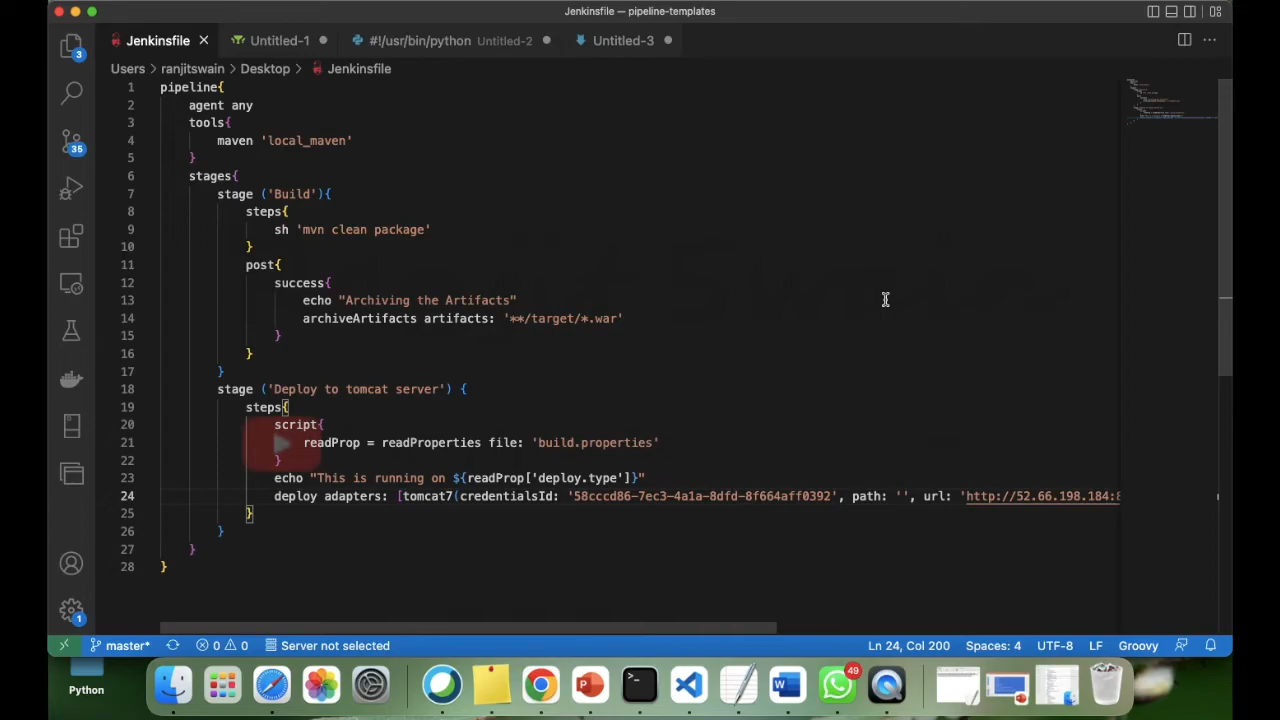 Jenkinsfile — pipeline-templates
Jenkinsfile
Untitled-1
#!/usr/bin/python Untitled-2
Untitled-3
3
Users > ranjitswain > Desktop > Jenkinsfile
1 pipeline{
2 agent any
3 tools{
4 maven 'local_maven'
5 }
6 stages{
7 stage ('Build'){
8 steps{
9 sh 'mvn clean package'
10 }
11 post{
12 success{
13 echo "Archiving the Artifacts"
14 archiveArtifacts artifacts: '**/target/*.war'
15 }
16 }
17 }
18 stage ('Deploy to tomcat server') {
19 steps{
20 script{
21 readProp = readProperties file: 'build.properties'
22 }
23 echo "This is running on ${readProp['deploy.type']}"
24 deploy adapters: [tomcat7(credentialsId: '58cccd86-7ec3-4a1a-8dfd-8f664aff0392', path: '', url: 'http://52.66.198.184:8
25 }
26 }
27 }
28 }
35
1
master* 0 0 Server not selected Ln 24, Col 200 Spaces: 4 UTF-8 LF Groovy
49
Python